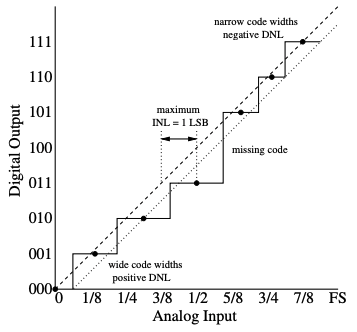 narrow code widths
negative DNL
111
110
101
100
011
010
001
000
Digital Output
maximum
INL = 1 LSB
missing code
wide code widths
positive DNL
0 1/8 1/4 3/8 1/2 5/8 3/4 7/8 FS
Analog Input